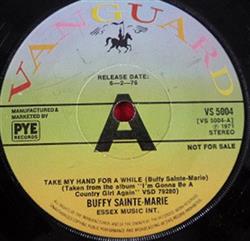 VANGUARD
RELEASE DATE:
6-2-76
MANUFACTURED &
MARKETED BY
PYE
RECORDS
A
VS 5004
[VS 5004-A]
℗ 1971
STEREO
NOT FOR SALE
TAKE MY HAND FOR A WHILE (Buffy Sainte-Marie)
(Taken from the album "I'm Gonna Be A
Country Girl Again" VSD 79280)
BUFFY SAINTE-MARIE
ESSEX MUSIC INT.